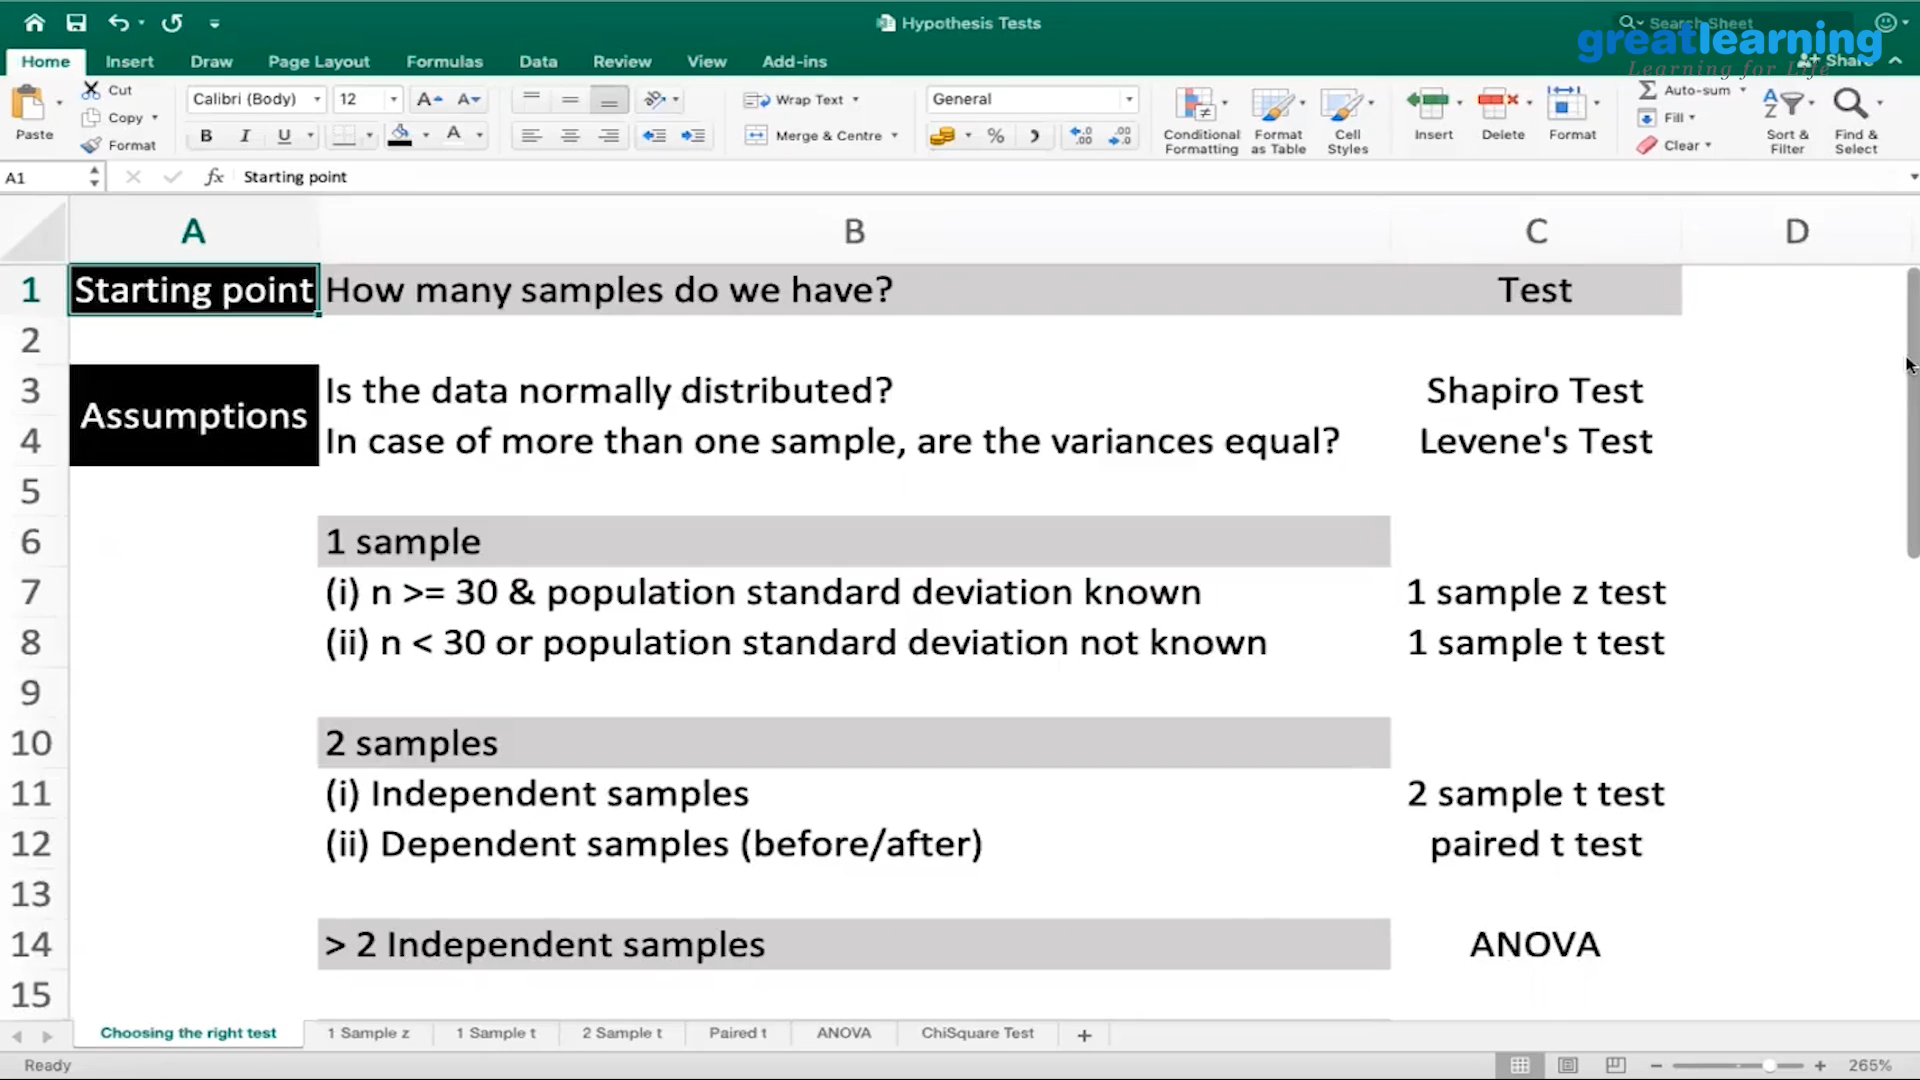 Hypothesis Tests
Search Sheet
greatlearning
Learning for Life
Share
Home Insert Draw Page Layout Formulas Data Review View Add-ins
Paste
Cut
Copy
Format
Calibri (Body) 12
B I U
Wrap Text
Merge & Centre
General
Conditional Formatting
Format as Table
Cell Styles
Insert
Delete
Format
Auto-sum
Fill
Clear
Sort & Filter
Find & Select
A1 fx Starting point
A B C D
1 Starting point How many samples do we have? Test
2
3 Is the data normally distributed? Shapiro Test
Assumptions
4 In case of more than one sample, are the variances equal? Levene's Test
5
6 1 sample
7 (i) n >= 30 & population standard deviation known 1 sample z test
8 (ii) n < 30 or population standard deviation not known 1 sample t test
9
10 2 samples
11 (i) Independent samples 2 sample t test
12 (ii) Dependent samples (before/after) paired t test
13
14 > 2 Independent samples ANOVA
15
Choosing the right test 1 Sample z 1 Sample t 2 Sample t Paired t ANOVA ChiSquare Test
Ready 265%